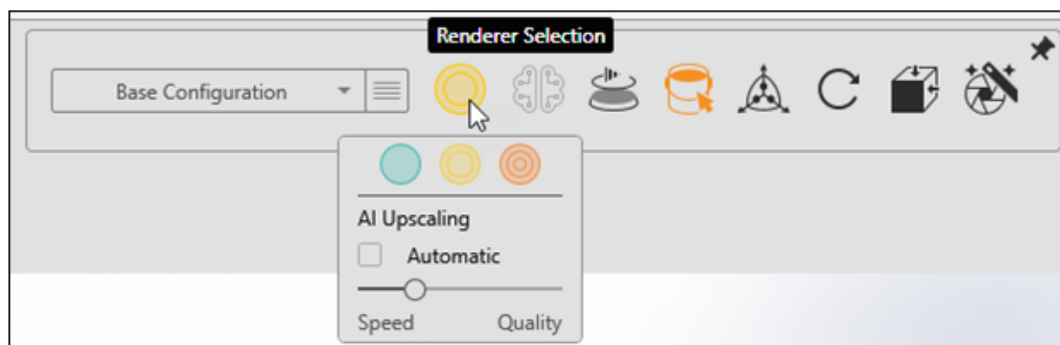 Renderer Selection
Base Configuration
AI Upscaling
Automatic
Speed Quality